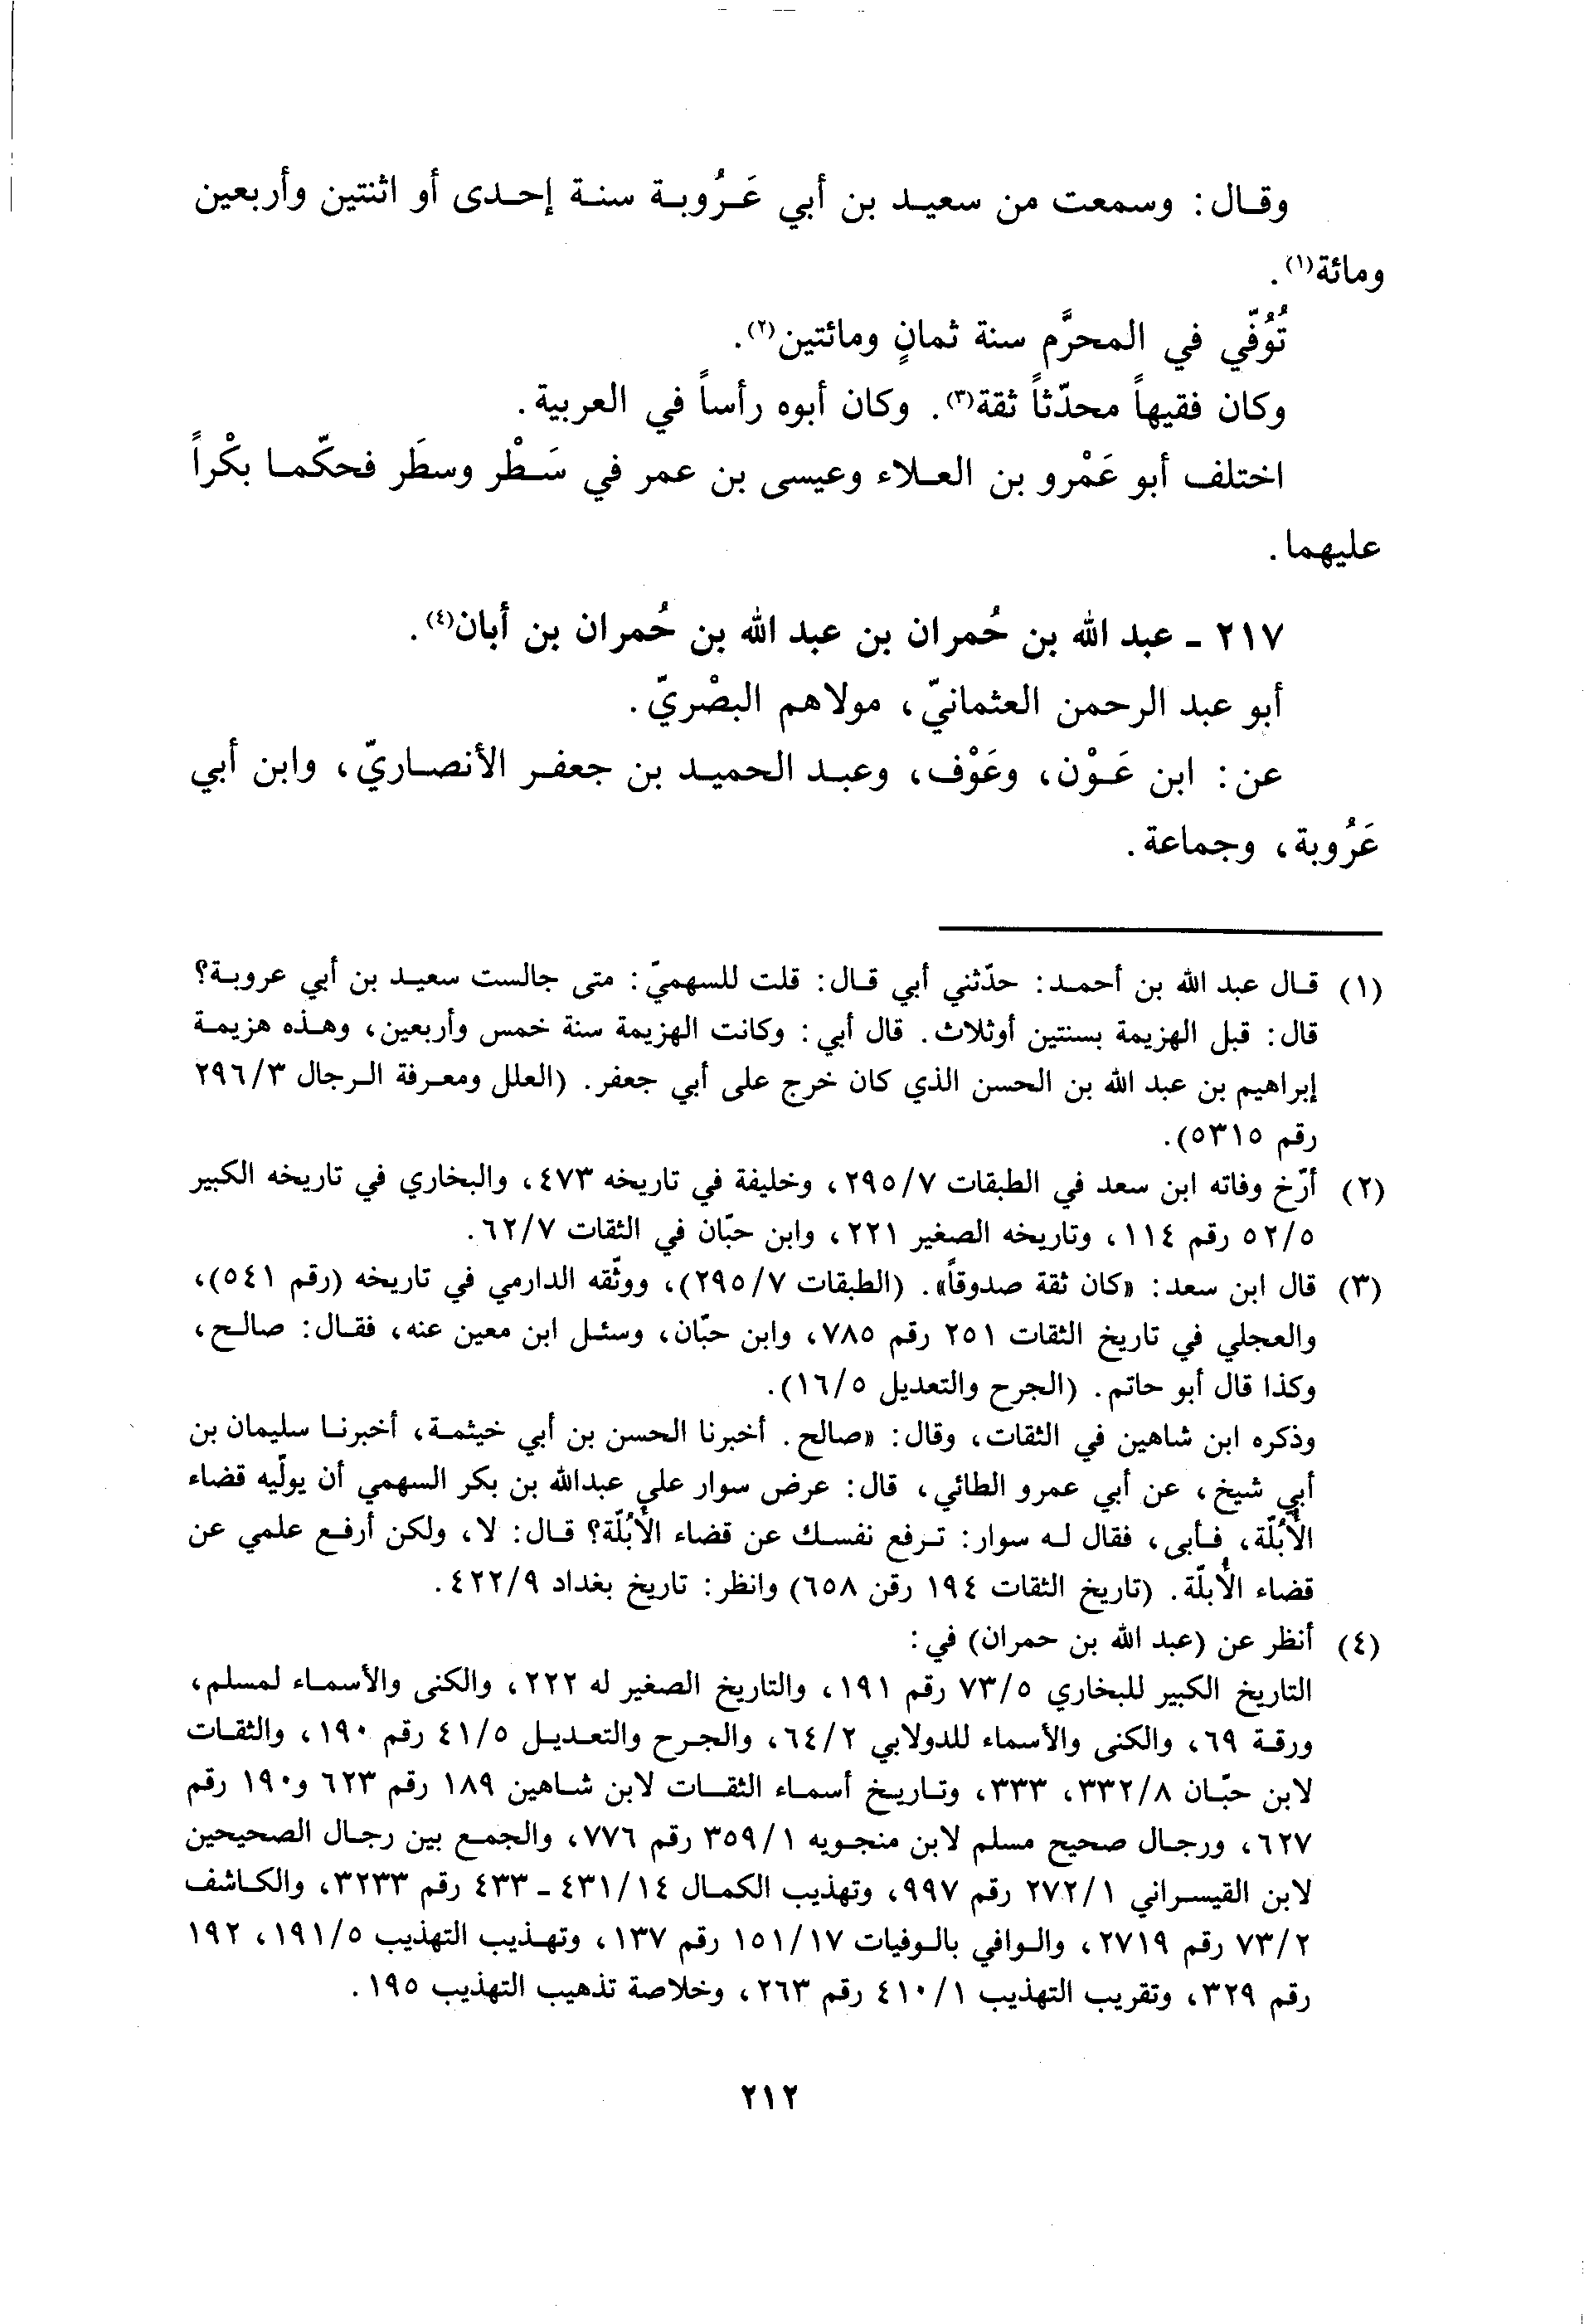 وقال: وسمعت من سعيد بن أبي عَرُوبة سنة إحدى أو اثنتين وأربعين
ومائة(١).
تُوُفّي في المحرَّم سنة ثمانٍ ومائتين(٢).
وكان فقيهاً محدّثاً ثقة(٣). وكان أبوه رأساً في العربية.
اختلف أبو عَمْرو بن العلاء وعيسى بن عمر في سَطْر وسطَر فحكّما بكْراً
عليهما.
٢١٧ - عبد الله بن حُمران بن عبد الله بن حُمران بن أبان(٤).
أبو عبد الرحمن العثمانيّ، مولاهم البصْريّ.
عن: ابن عَوْن، وعَوْف، وعبد الحميد بن جعفر الأنصاريّ، وابن أبي
عَرُوبة، وجماعة.
(١) قال عبد الله بن أحمد: حدّثني أبي قال: قلت للسهميّ: متى جالست سعيد بن أبي عروبة؟
قال: قبل الهزيمة بسنتين أوثلاث. قال أبي: وكانت الهزيمة سنة خمس وأربعين، وهذه هزيمة
إبراهيم بن عبد الله بن الحسن الذي كان خرج على أبي جعفر. (العلل ومعرفة الرجال ٢٩٦/٣
رقم ٥٣١٥).
(٢) أرّخ وفاته ابن سعد في الطبقات ٢٩٥/٧، وخليفة في تاريخه ٤٧٣، والبخاري في تاريخه الكبير
٥٢/٥ رقم ١١٤، وتاريخه الصغير ٢٢١، وابن حبّان في الثقات ٦٢/٧.
(٣) قال ابن سعد: «كان ثقة صدوقاً». (الطبقات ٢٩٥/٧)، ووثّقه الدارمي في تاريخه (رقم ٥٤١)،
والعجلي في تاريخ الثقات ٢٥١ رقم ٧٨٥، وابن حبّان، وسئل ابن معين عنه، فقال: صالح،
وكذا قال أبو حاتم. (الجرح والتعديل ١٦/٥).
وذكره ابن شاهين في الثقات، وقال: «صالح. أخبرنا الحسن بن أبي خيثمة، أخبرنا سليمان بن
أبي شيخ، عن أبي عمرو الطائي، قال: عرض سوار علي عبدالله بن بكر السهمي أن يولّيه قضاء
الأُبُلّة، فأبى، فقال له سوار: ترفع نفسك عن قضاء الأُبُلّة؟ قال: لا، ولكن أرفع علمي عن
قضاء الأُبلّة. (تاريخ الثقات ١٩٤ رقن ٦٥٨) وانظر: تاريخ بغداد ٤٢٢/٩.
(٤) أنظر عن (عبد الله بن حمران) في:
التاريخ الكبير للبخاري ٧٣/٥ رقم ١٩١، والتاريخ الصغير له ٢٢٢، والكنى والأسماء لمسلم،
ورقة ٦٩، والكنى والأسماء للدولابي ٦٤/٢، والجرح والتعديل ٤١/٥ رقم ١٩٠، والثقات
لابن حبّان ٣٣٢/٨، ٣٣٣، وتاريخ أسماء الثقات لابن شاهين ١٨٩ رقم ٦٢٣ و١٩٠ رقم
٦٢٧، ورجال صحيح مسلم لابن منجويه ٣٥٩/١ رقم ٧٧٦، والجمع بين رجال الصحيحين
لابن القيسراني ٢٧٢/١ رقم ٩٩٧، وتهذيب الكمال ٤٣١/١٤ - ٤٣٣ رقم ٣٢٣٣، والكاشف
٧٣/٢ رقم ٢٧١٩، والوافي بالوفيات ١٥١/١٧ رقم ١٣٧، وتهذيب التهذيب ١٩١/٥، ١٩٢
رقم ٣٢٩، وتقريب التهذيب ٤١٠/١ رقم ٢٦٣، وخلاصة تذهيب التهذيب ١٩٥.
٢١٢